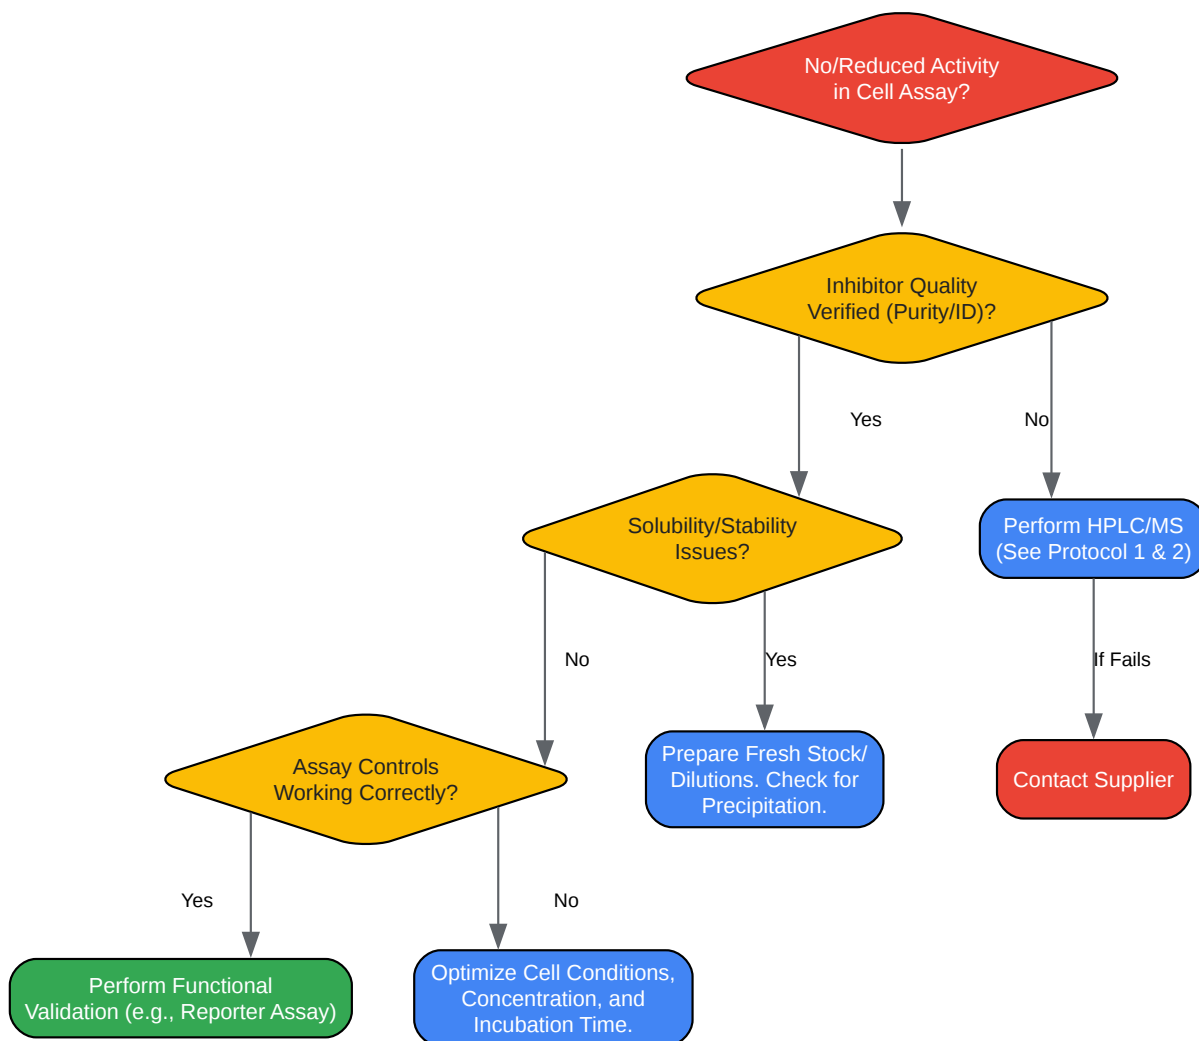 No/Reduced Activity
in Cell Assay?
Inhibitor Quality
Verified (Purity/ID)?
Yes
No
Solubility/Stability
Issues?
Perform HPLC/MS
(See Protocol 1 & 2)
No
Yes
If Fails
Assay Controls
Working Correctly?
Prepare Fresh Stock/
Dilutions. Check for
Precipitation.
Contact Supplier
Yes
No
Perform Functional
Validation (e.g., Reporter Assay)
Optimize Cell Conditions,
Concentration, and
Incubation Time.